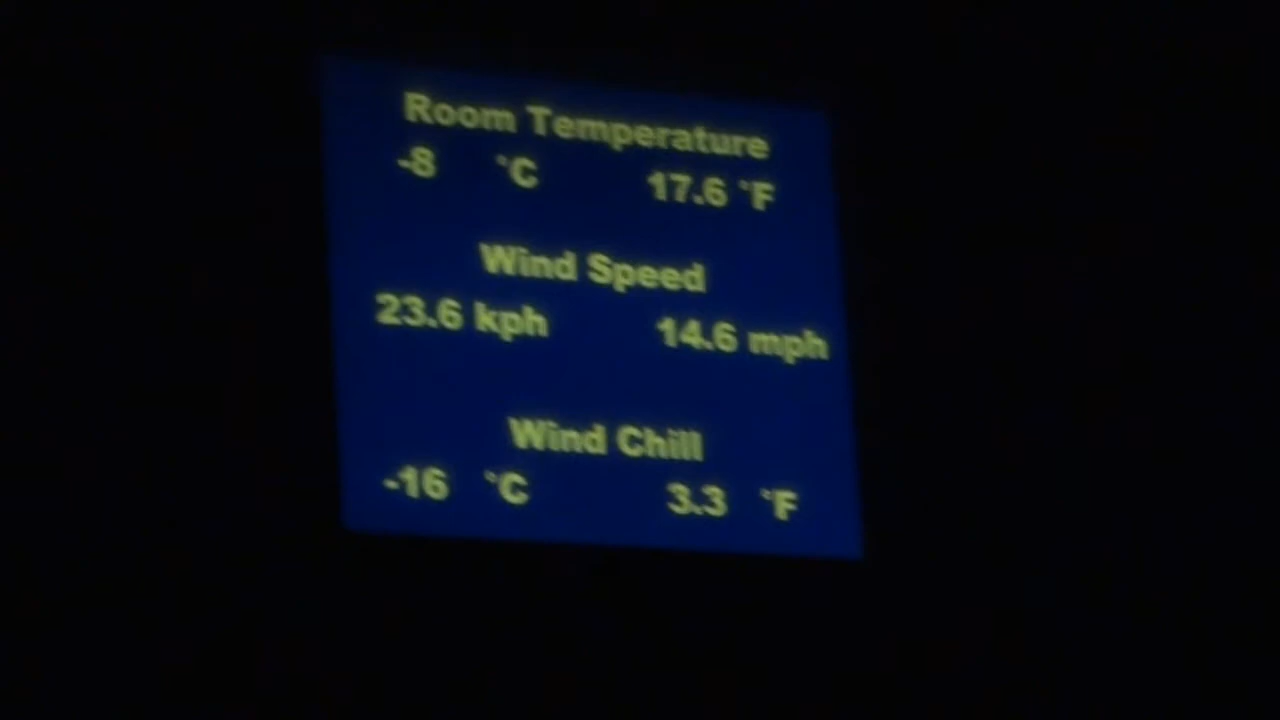 Room Temperature
-8 °C 17.6 °F
Wind Speed
23.6 kph 14.6 mph
Wind Chill
-16 °C 3.3 °F